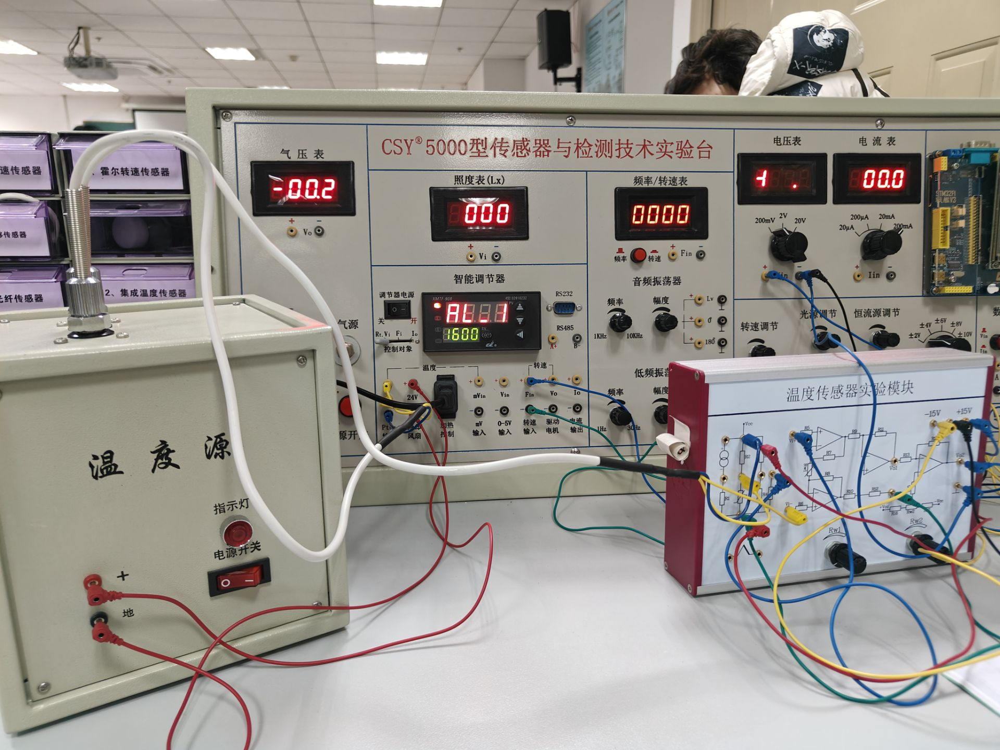 CSY®5000型传感器与检测技术实验台
气压表
-00.2
+ -
Vo
照度表(Lx)
000
+ -
Vi
频率/转速表
0000
频率
转速
+ -
Fin
电压表
电流表
00.0
200mV
2V
20V
20μA
200μA
20mA
200mA
Iin
STM32F1
速传感器
、霍尔转速传感器
传感器
光纤传感器
2、集成温度传感器
智能调节器
调节器电源
关
开
Rt.Vi Fi Io
控制对象
XMTF-908
02810232
PV
AL_1
SV
1600
RS232
RS485
A+
B-
音频振荡器
频率
幅度
1KHz
10KHz
Lv
0°
180°
转速调节
光源调节
恒流源调节
±2V
±4V
±6V
±8V
±10V
气源
温度
24V
转速
mVin
Vin
Fin
Vo
Io
风扇
加热
控制
mV
输入
0-5V
输入
转速
输入
驱动
电机
电流
输出
低频振荡
频率
幅度
1Hz
30Hz
温度传感器实验模块
-15V
+15V
Vcc
R2
R1
R5
R7
R8
R6
R9
R10
R11
R12
R13
Vo1
Vo2
Vi-
+Vcc
-Vcc
Rw2
Rw1
Rw2
温度源
指示灯
电源开关
+
地